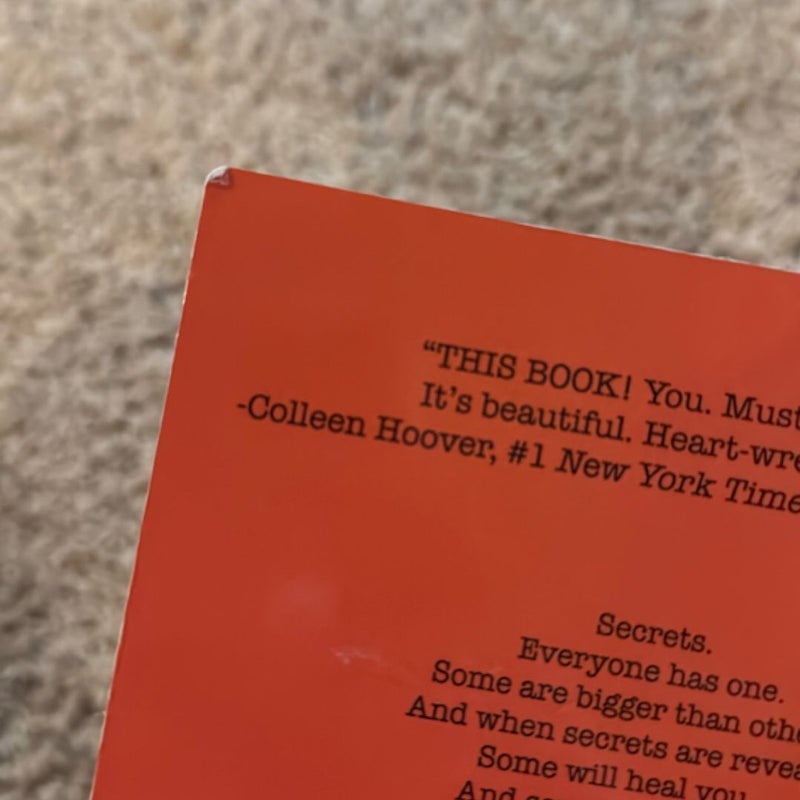 “THIS BOOK! You. Must
It’s beautiful. Heart-wre
-Colleen Hoover, #1 New York Time
Secrets.
Everyone has one.
Some are bigger than othe
And when secrets are revea
Some will heal you
And